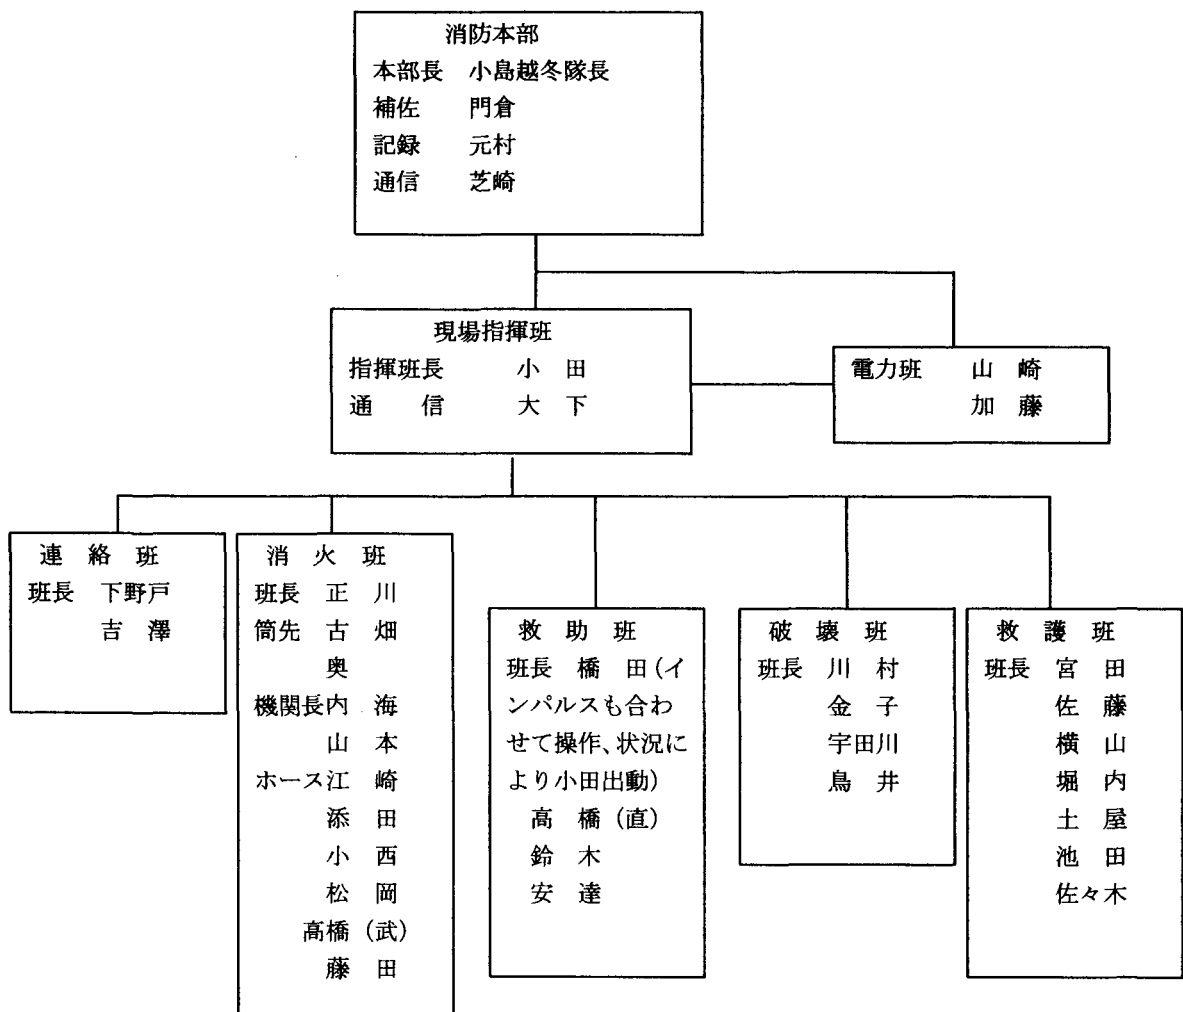 消防本部
本部長 小島越冬隊長
補佐 門倉
記録 元村
通信 芝崎
現場指揮班
指揮班長 小 田
通 信 大 下
電力班 山 崎
加 藤
連 絡 班
班長 下野戸
吉 澤
消 火 班
班長 正 川
筒先 古 畑
奥
機関長内 海
山 本
ホース江 崎
添 田
小 西
松 岡
高橋(武)
藤 田
救 助 班
班長 橋 田(イ
ンパルスも合わ
せて操作、状況に
より小田出動)
高 橋(直)
鈴 木
安 達
破 壊 班
班長 川 村
金 子
宇田川
鳥 井
救 護 班
班長 宮 田
佐 藤
横 山
堀 内
土 屋
池 田
佐々木